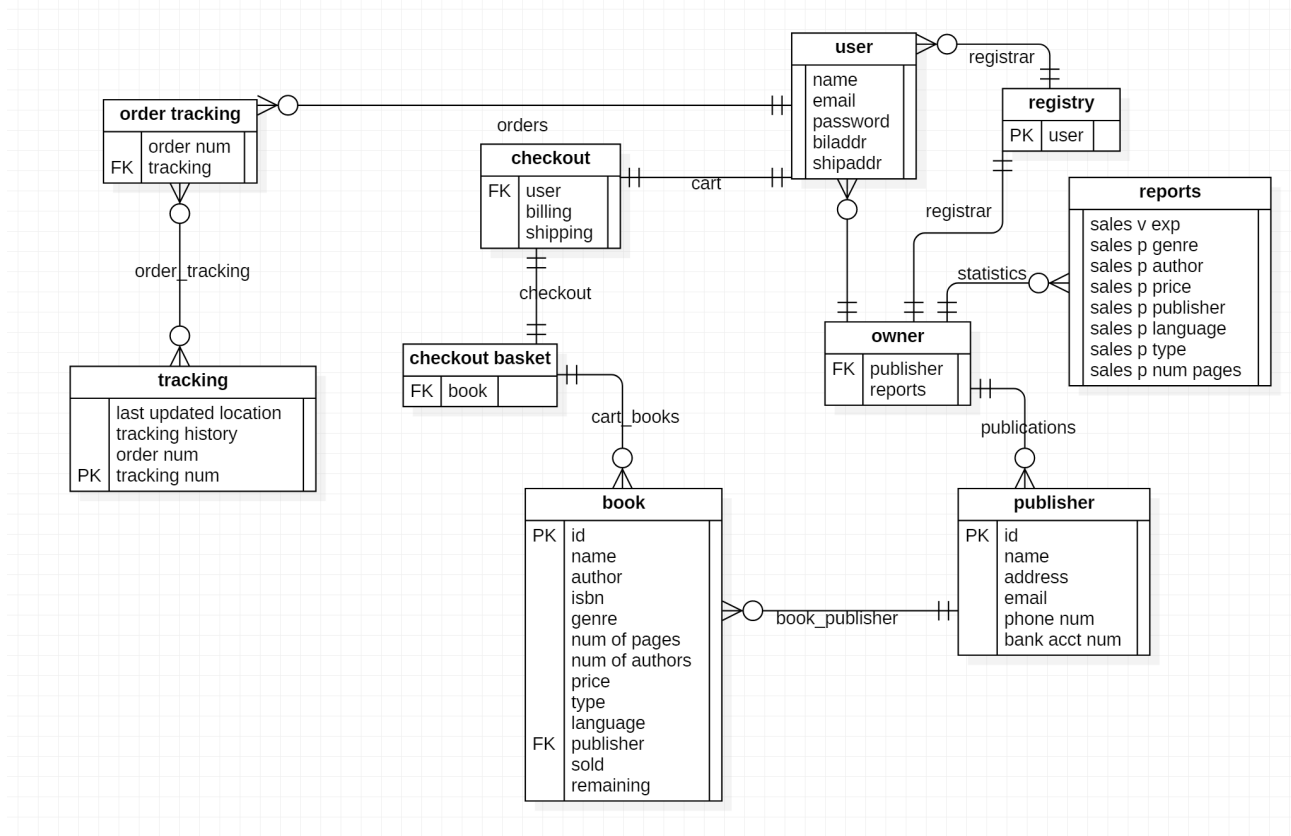 user
name
email
password
biladdr
shipaddr
registrar
registry
PK user
order tracking
order num
FK tracking
orders
checkout
FK user
billing
shipping
cart
registrar
reports
sales v exp
sales p genre
sales p author
sales p price
sales p publisher
sales p language
sales p type
sales p num pages
statistics
order_tracking
checkout
owner
FK publisher
reports
checkout basket
FK book
tracking
last updated location
tracking history
order num
PK tracking num
cart_books
publications
book
PK id
name
author
isbn
genre
num of pages
num of authors
price
type
language
FK publisher
sold
remaining
book_publisher
publisher
PK id
name
address
email
phone num
bank acct num